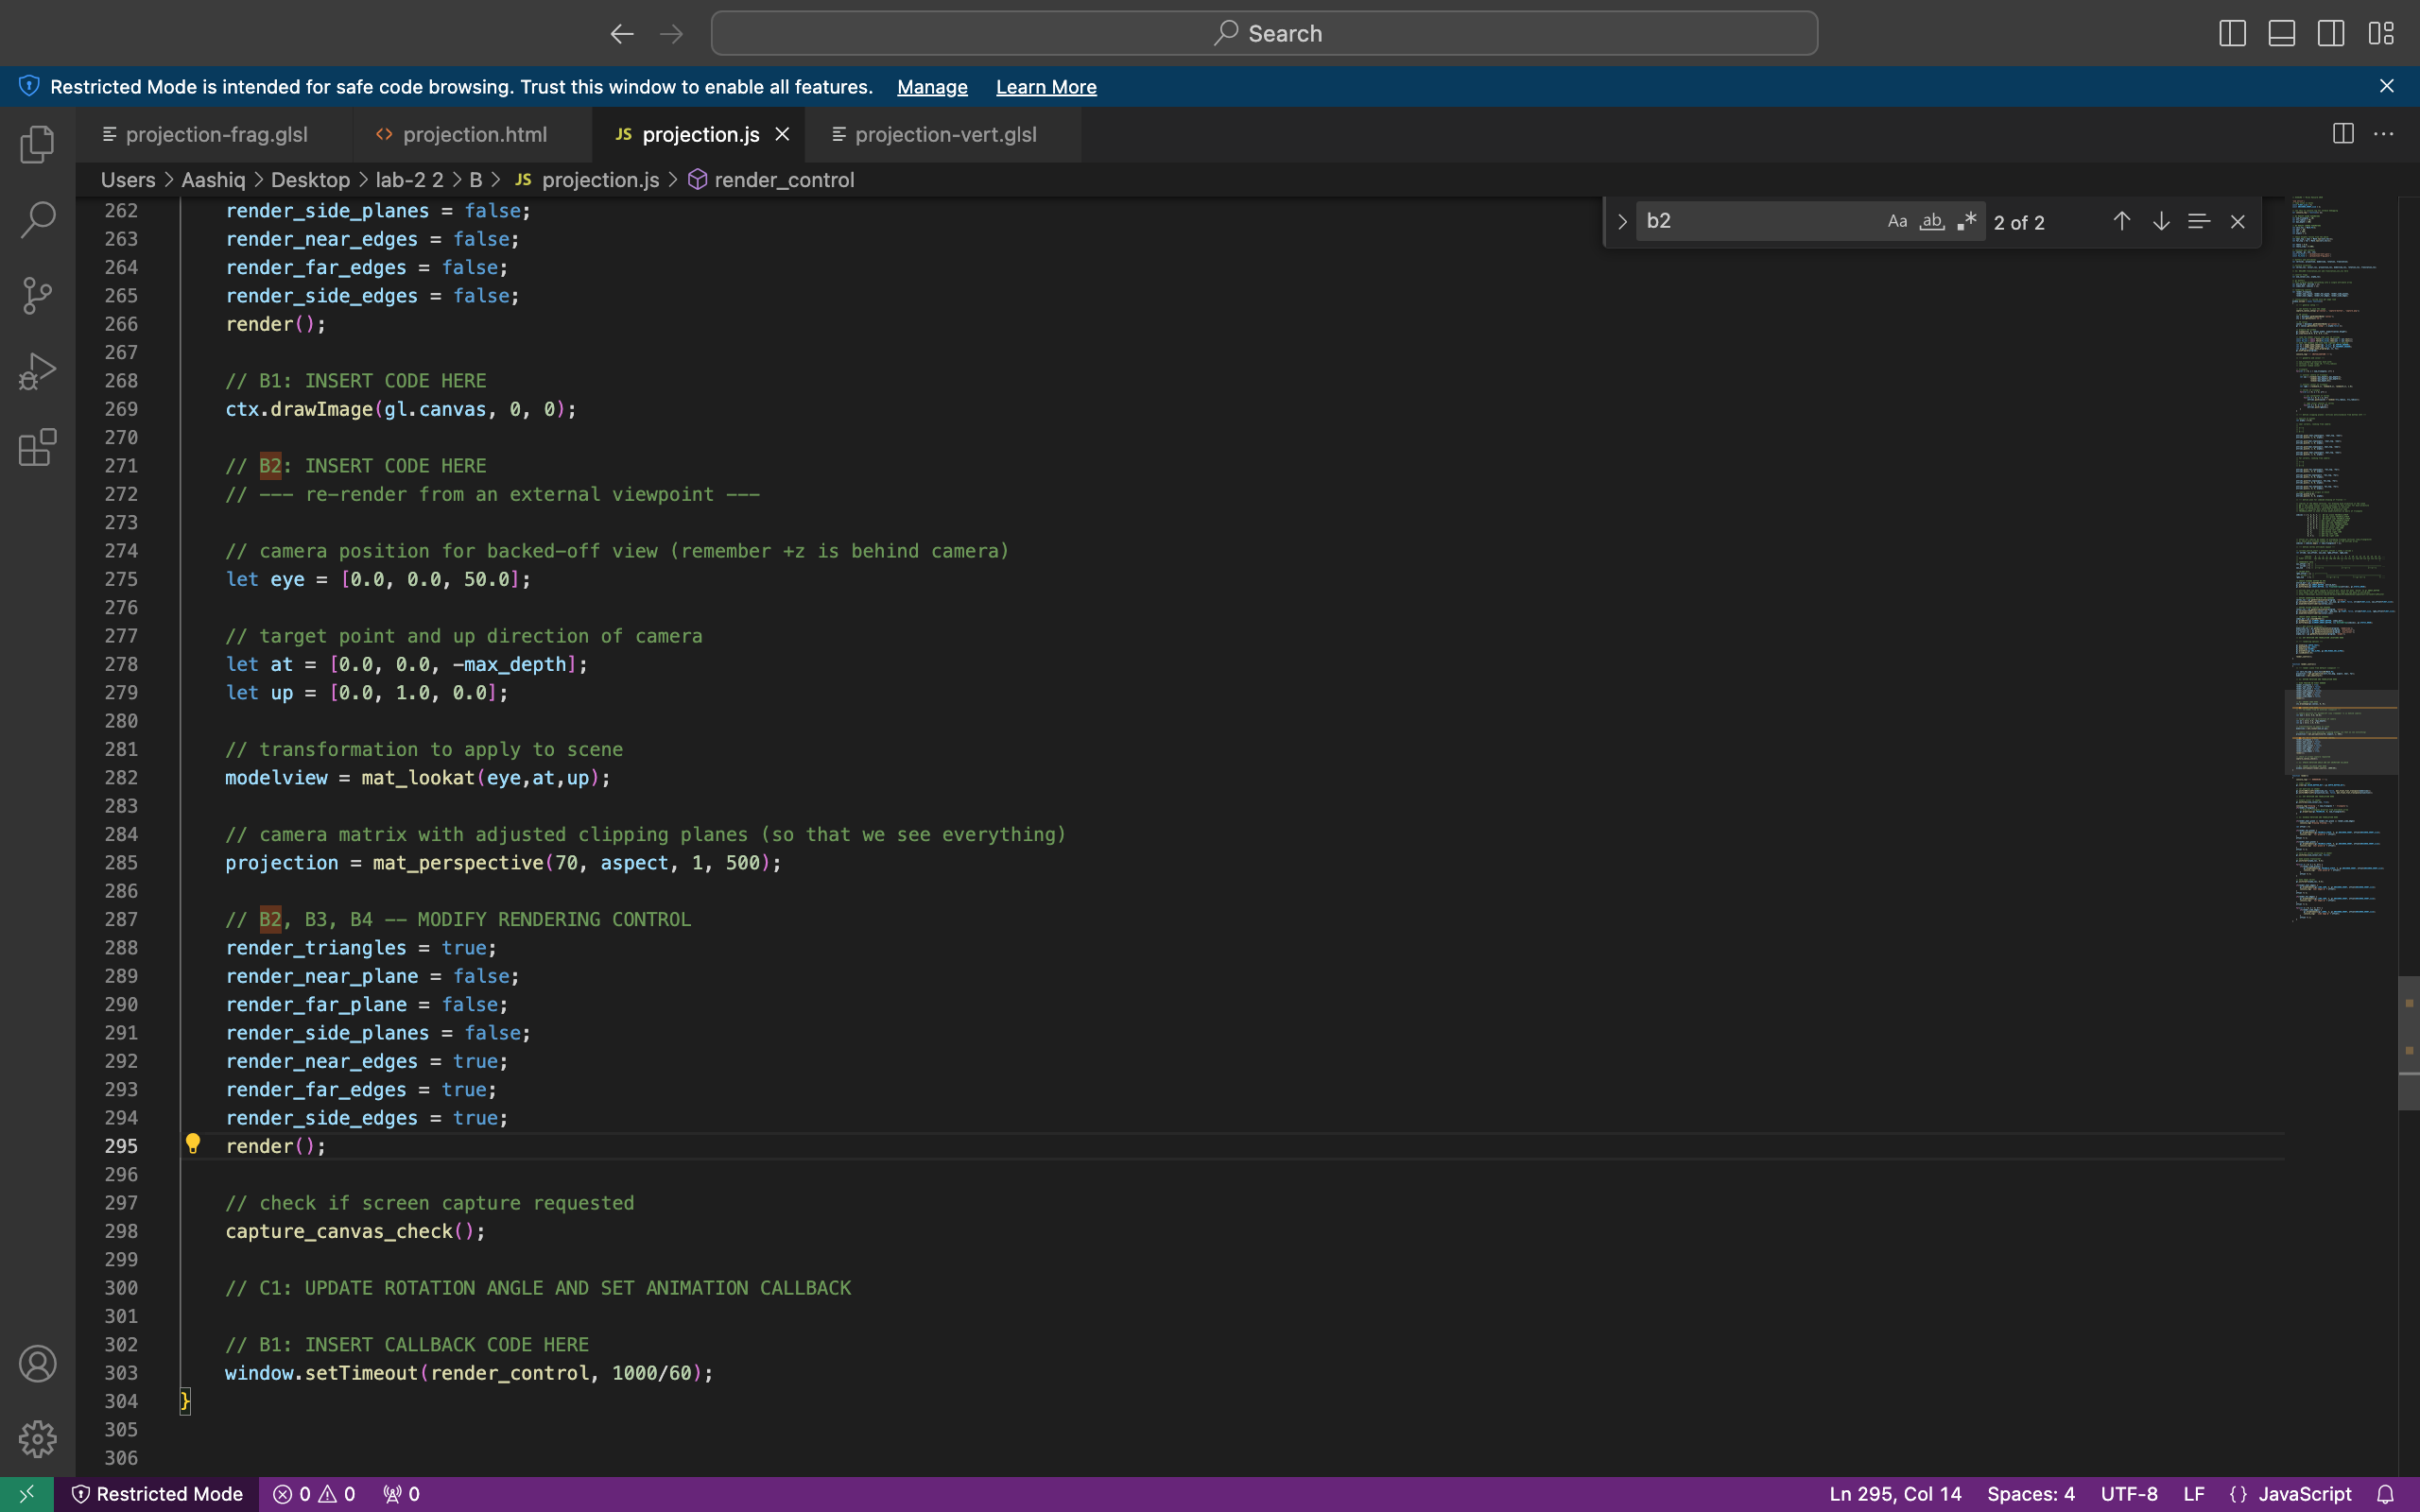 Search
Restricted Mode is intended for safe code browsing. Trust this window to enable all features. Manage Learn More
projection-frag.glsl
<> projection.html
JS projection.js
projection-vert.glsl
Users > Aashiq > Desktop > lab-2 2 > B > JS projection.js > render_control
b2 Aa ab .* 2 of 2
262 render_side_planes = false;
263 render_near_edges = false;
264 render_far_edges = false;
265 render_side_edges = false;
266 render();
267
268 // B1: INSERT CODE HERE
269 ctx.drawImage(gl.canvas, 0, 0);
270
271 // B2: INSERT CODE HERE
272 // --- re-render from an external viewpoint ---
273
274 // camera position for backed-off view (remember +z is behind camera)
275 let eye = [0.0, 0.0, 50.0];
276
277 // target point and up direction of camera
278 let at = [0.0, 0.0, -max_depth];
279 let up = [0.0, 1.0, 0.0];
280
281 // transformation to apply to scene
282 modelview = mat_lookat(eye,at,up);
283
284 // camera matrix with adjusted clipping planes (so that we see everything)
285 projection = mat_perspective(70, aspect, 1, 500);
286
287 // B2, B3, B4 -- MODIFY RENDERING CONTROL
288 render_triangles = true;
289 render_near_plane = false;
290 render_far_plane = false;
291 render_side_planes = false;
292 render_near_edges = true;
293 render_far_edges = true;
294 render_side_edges = true;
295 render();
296
297 // check if screen capture requested
298 capture_canvas_check();
299
300 // C1: UPDATE ROTATION ANGLE AND SET ANIMATION CALLBACK
301
302 // B1: INSERT CALLBACK CODE HERE
303 window.setTimeout(render_control, 1000/60);
304 }
305
306
Restricted Mode 0 0 0 Ln 295, Col 14 Spaces: 4 UTF-8 LF {} JavaScript